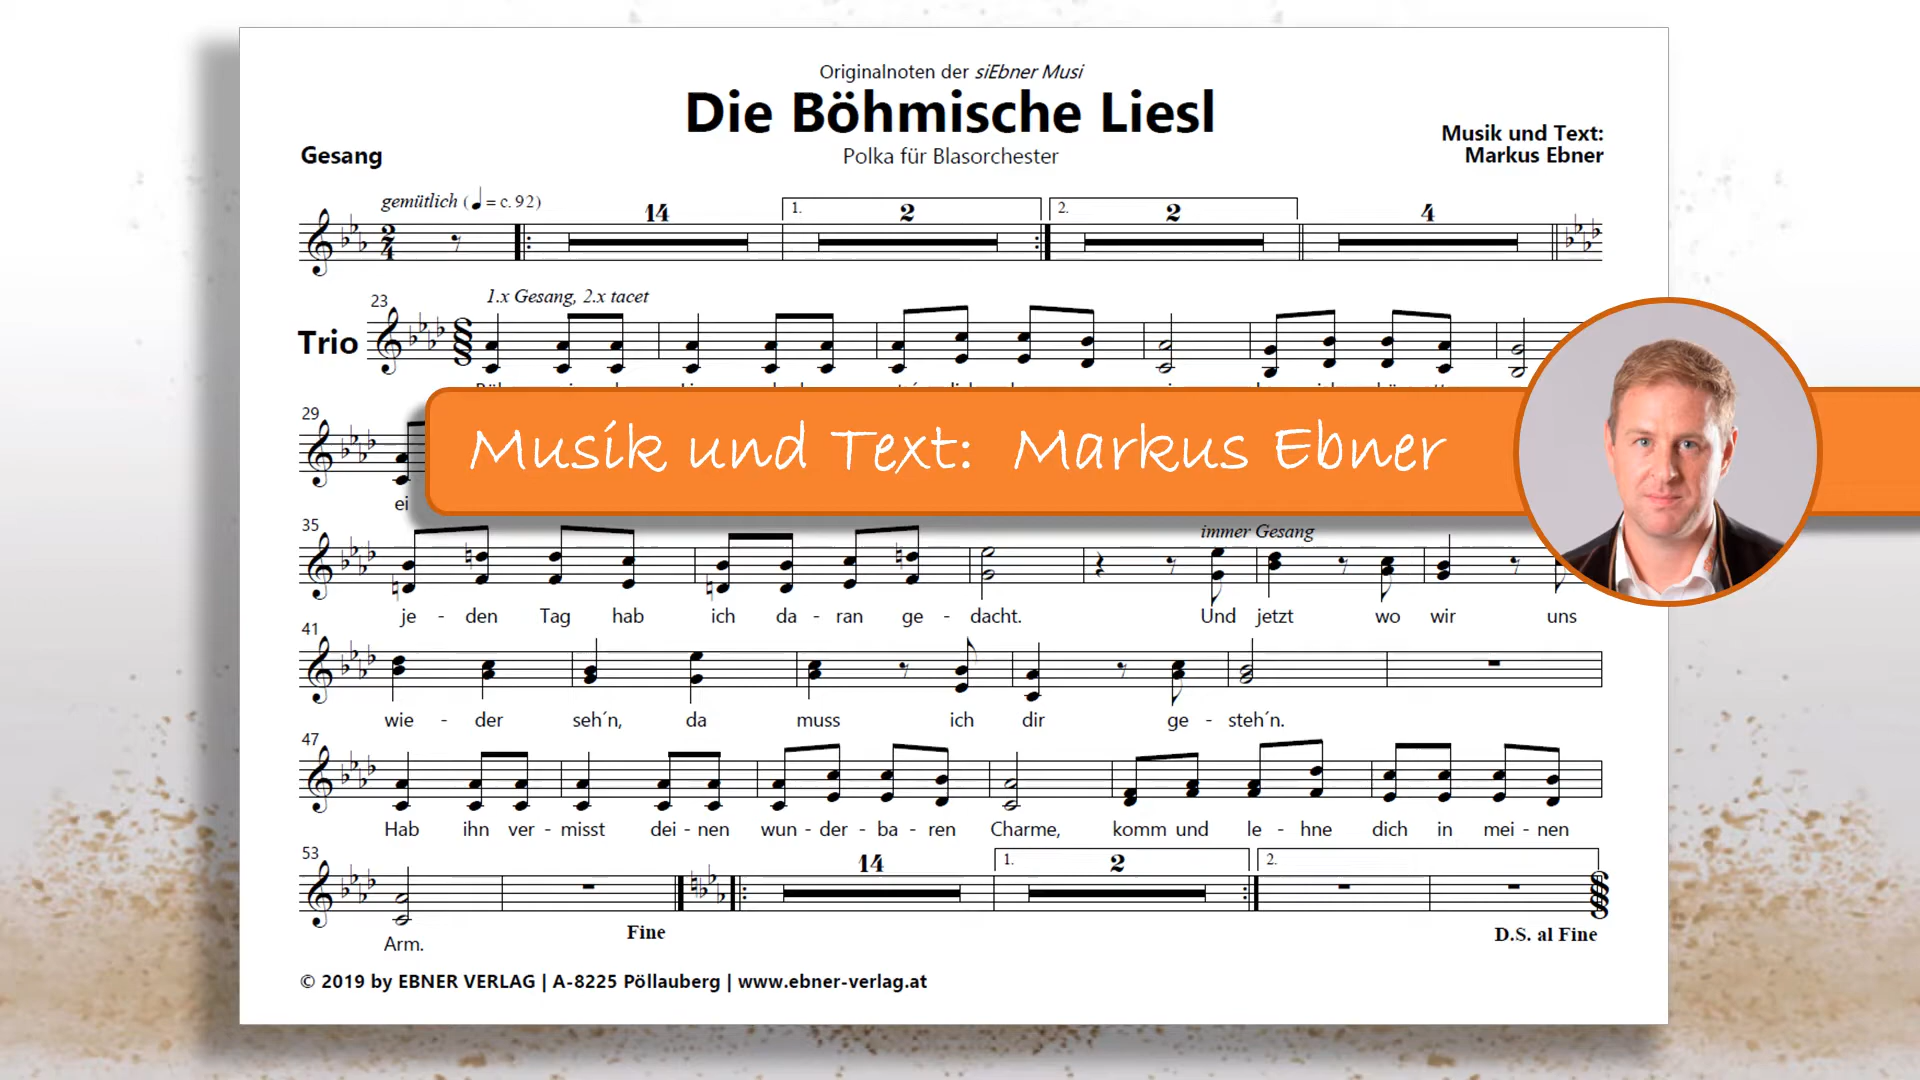 Originalnoten der siEbner Musi
Die Böhmische Liesl
Polka für Blasorchester
Musik und Text:
Markus Ebner
Gesang
gemütlich (♩ = c. 92)
14
1.
2
2.
2
4
23
1.x Gesang, 2.x tacet
Trio
29
Musik und Text: Markus Ebner
ei
35
immer Gesang
je - den Tag hab ich da - ran ge - dacht. Und jetzt wo wir uns
41
wie - der seh´n, da muss ich dir ge - steh´n.
47
Hab ihn ver - misst dei - nen wun - der - ba - ren Charme, komm und le - hne dich in mei - nen
53
14
1.
2
2.
Arm.
Fine
D.S. al Fine
© 2019 by EBNER VERLAG | A-8225 Pöllauberg | www.ebner-verlag.at